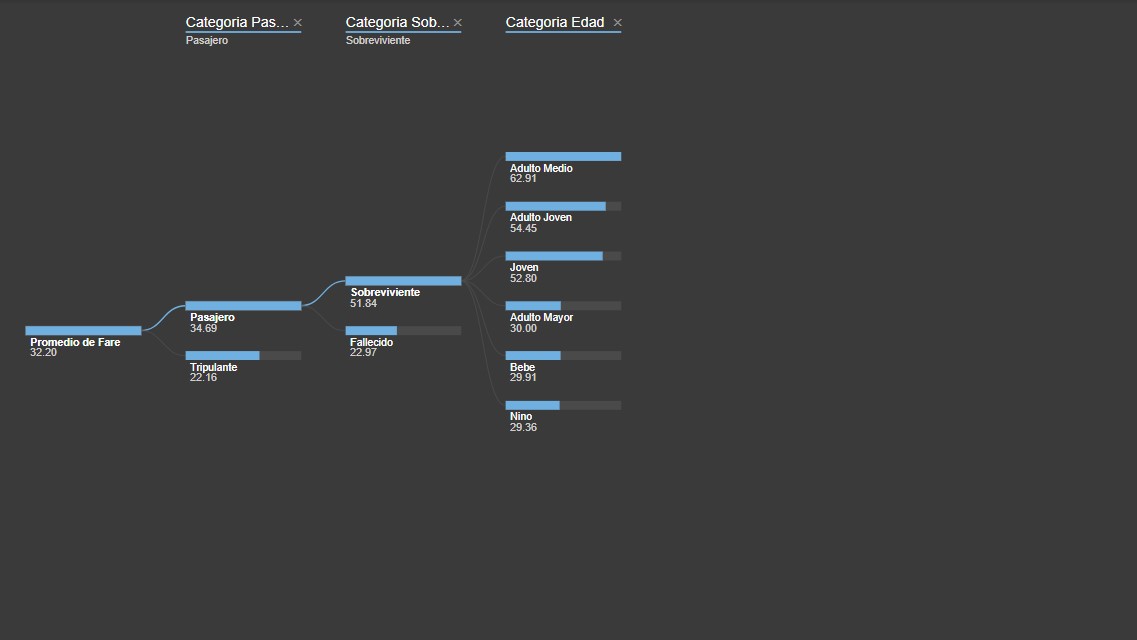 Categoria Pas... ×
Pasajero
Categoria Sob... ×
Sobreviviente
Categoria Edad ×
Promedio de Fare
32.20
Pasajero
34.69
Tripulante
22.16
Sobreviviente
51.84
Fallecido
22.97
Adulto Medio
62.91
Adulto Joven
54.45
Joven
52.80
Adulto Mayor
30.00
Bebe
29.91
Nino
29.36